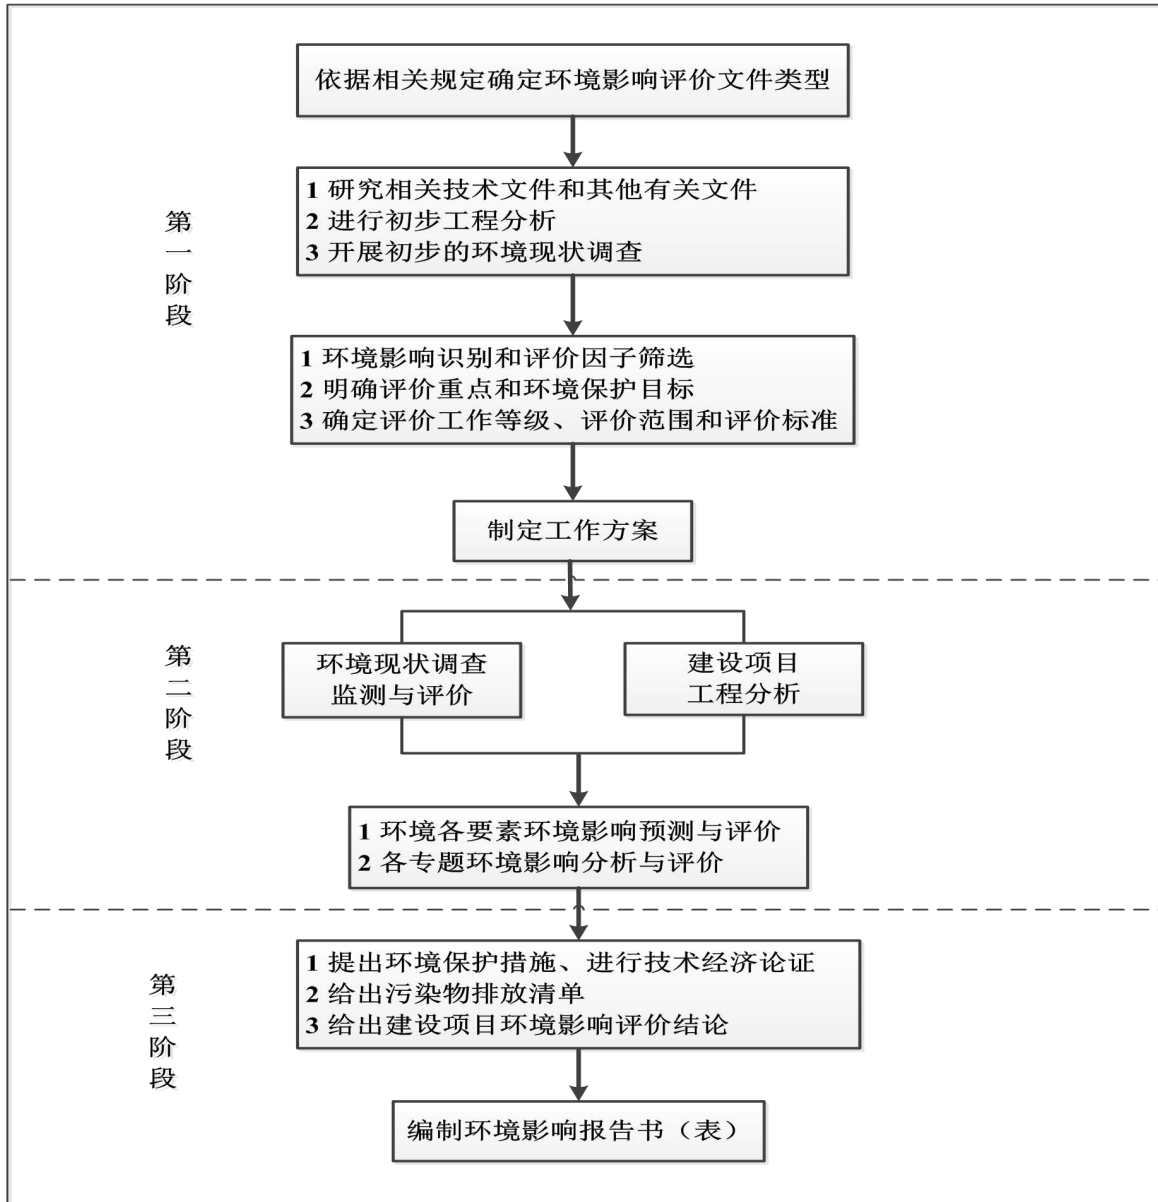 依据相关规定确定环境影响评价文件类型
第一阶段
1 研究相关技术文件和其他有关文件
2 进行初步工程分析
3 开展初步的环境现状调查
1 环境影响识别和评价因子筛选
2 明确评价重点和环境保护目标
3 确定评价工作等级、评价范围和评价标准
制定工作方案
第二阶段
环境现状调查
监测与评价
建设项目
工程分析
1 环境各要素环境影响预测与评价
2 各专题环境影响分析与评价
第三阶段
1 提出环境保护措施、进行技术经济论证
2 给出污染物排放清单
3 给出建设项目环境影响评价结论
编制环境影响报告书（表）